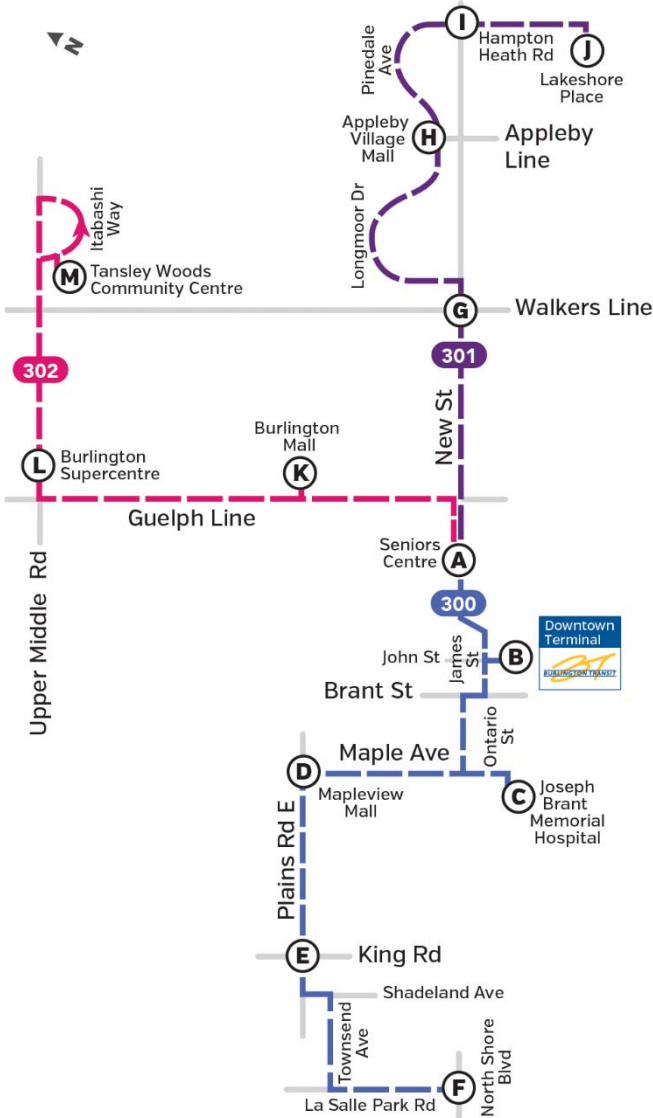 N
I
Hampton
Heath Rd
J
Lakeshore
Place
Pinedale
Ave
Appleby
Village
Mall
H
Appleby
Line
Itabashi
Way
Longmoor Dr
M
Tansley Woods
Community Centre
G
Walkers Line
302
301
New St
Burlington
Mall
K
L
Burlington
Supercentre
Guelph Line
Seniors
Centre
A
Upper Middle Rd
300
Downtown
Terminal
BURLINGTON TRANSIT
John St
James
St
B
Brant St
Ontario
St
Maple Ave
D
Mapleview
Mall
C
Joseph
Brant
Memorial
Hospital
Plains Rd E
E
King Rd
Shadeland Ave
Townsend
Ave
F
North Shore
Blvd
La Salle Park Rd